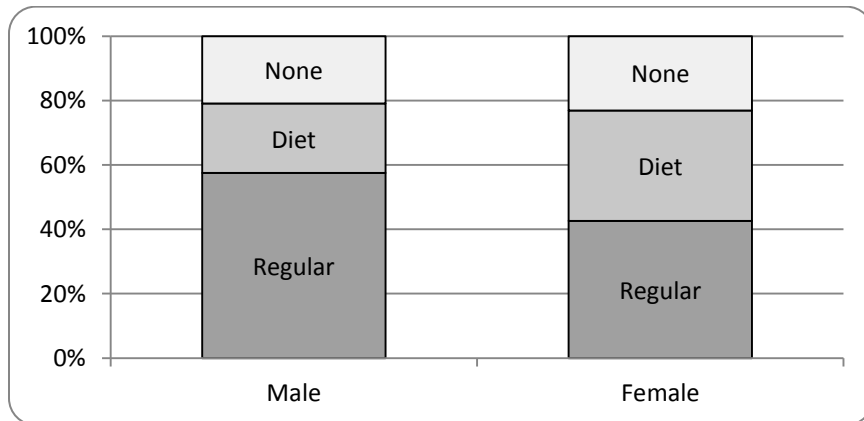 100%
80%
60%
40%
20%
0%
None
Diet
Regular
None
Diet
Regular
Male
Female